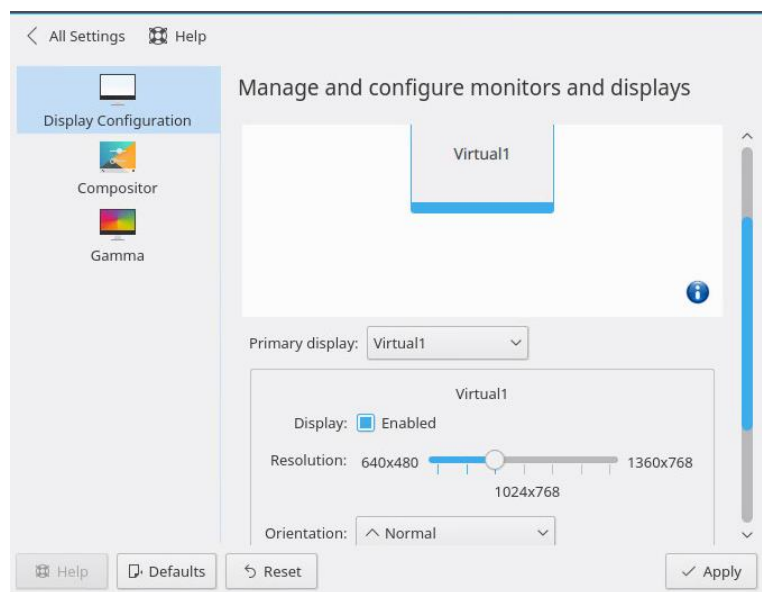 All Settings Help
Display Configuration
Compositor
Gamma
Manage and configure monitors and displays
Virtual1
Primary display: Virtual1
Virtual1
Display: Enabled
Resolution: 640x480 1360x768
1024x768
Orientation: Normal
Help Defaults Reset Apply